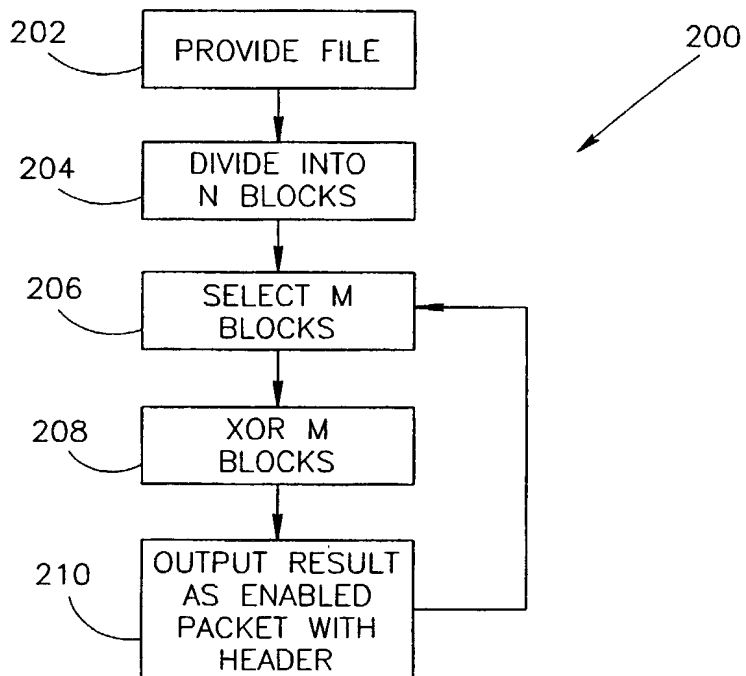 202
PROVIDE FILE
200
204
DIVIDE INTO
N BLOCKS
206
SELECT M
BLOCKS
208
XOR M
BLOCKS
210
OUTPUT RESULT
AS ENABLED
PACKET WITH
HEADER